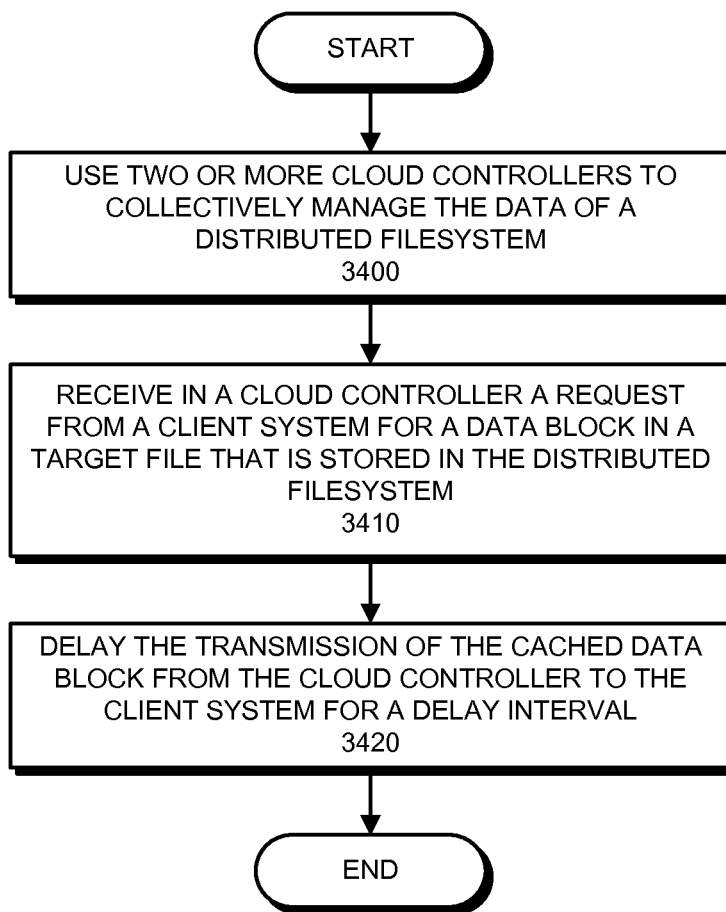 START
USE TWO OR MORE CLOUD CONTROLLERS TO
COLLECTIVELY MANAGE THE DATA OF A
DISTRIBUTED FILESYSTEM
3400
RECEIVE IN A CLOUD CONTROLLER A REQUEST
FROM A CLIENT SYSTEM FOR A DATA BLOCK IN A
TARGET FILE THAT IS STORED IN THE DISTRIBUTED
FILESYSTEM
3410
DELAY THE TRANSMISSION OF THE CACHED DATA
BLOCK FROM THE CLOUD CONTROLLER TO THE
CLIENT SYSTEM FOR A DELAY INTERVAL
3420
END